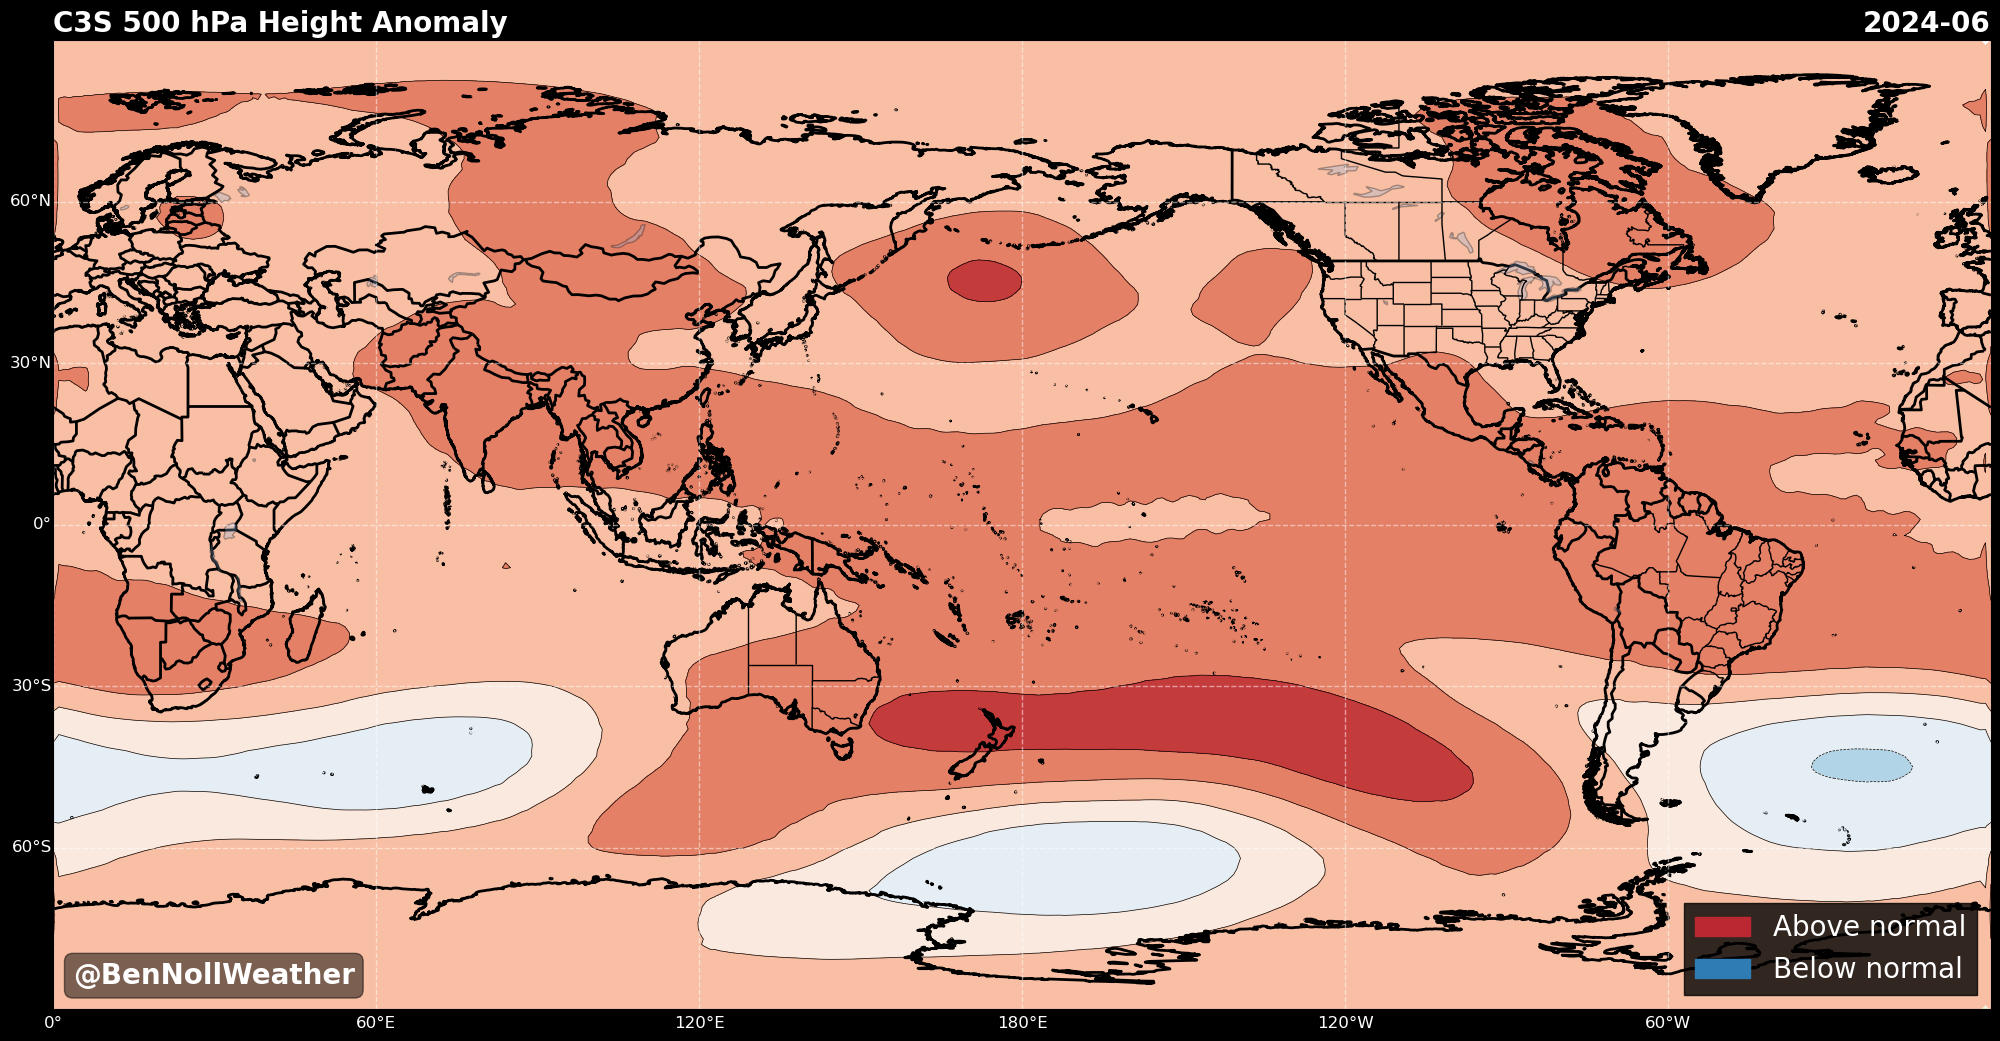 C3S 500 hPa Height Anomaly
2024-06
60°N
30°N
0°
30°S
60°S
@BenNollWeather
Above normal
Below normal
0°
60°E
120°E
180°E
120°W
60°W